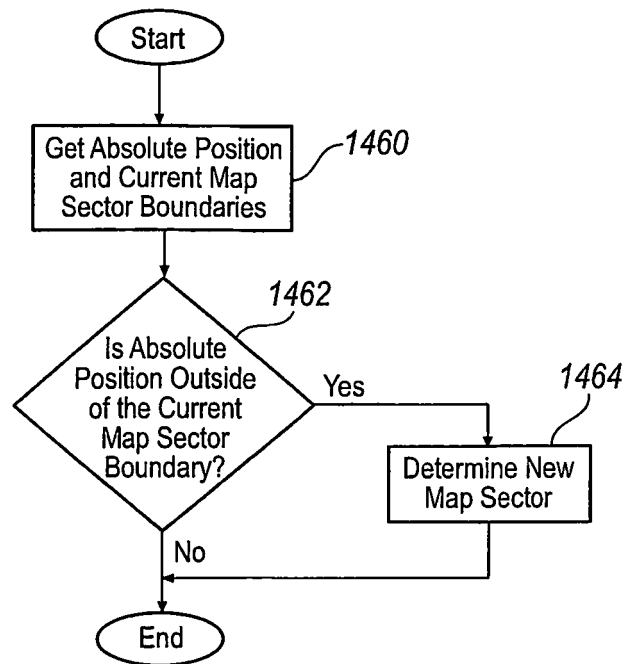 Start
Get Absolute Position
and Current Map
Sector Boundaries
1460
1462
Is Absolute
Position Outside
of the Current
Map Sector
Boundary?
Yes
1464
Determine New
Map Sector
No
End